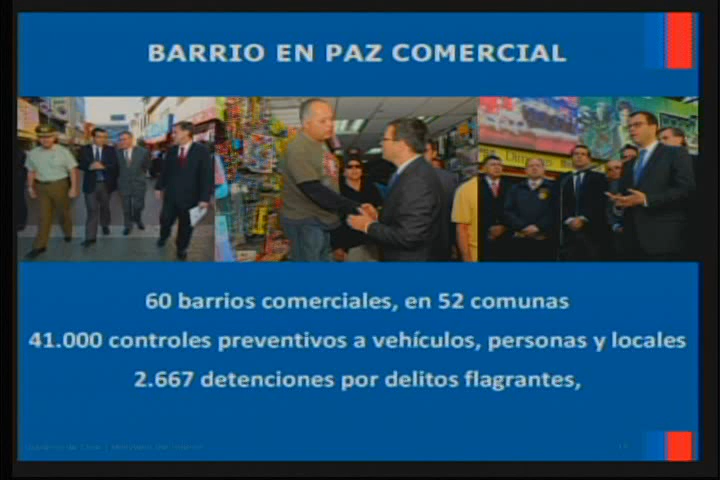 BARRIO EN PAZ COMERCIAL
60 barrios comerciales, en 52 comunas
41.000 controles preventivos a vehículos, personas y locales
2.667 detenciones por delitos flagrantes,